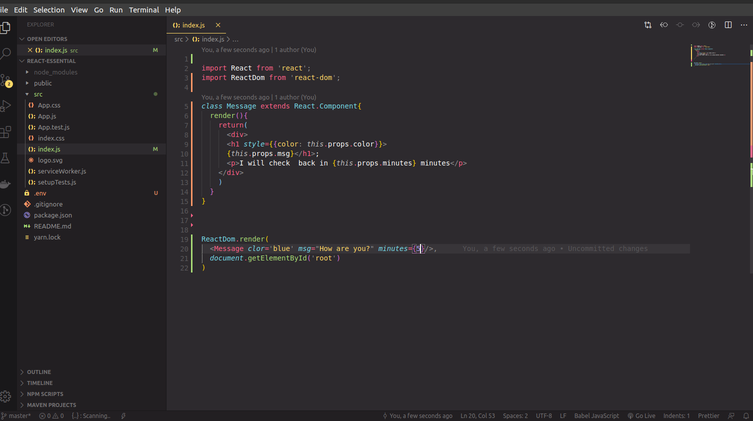 ile Edit Selection View Go Run Terminal Help
EXPLORER
OPEN EDITORS
index.js src M
REACT-ESSENTIAL
node_modules
public
src
App.css
App.js
App.test.js
index.css
index.js M
logo.svg
serviceWorker.js
setupTests.js
.env U
.gitignore
package.json
README.md
yarn.lock
OUTLINE
TIMELINE
NPM SCRIPTS
MAVEN PROJECTS
index.js
src > index.js > ...
You, a few seconds ago | 1 author (You)
1
2 import React from 'react';
3 import ReactDom from 'react-dom';
4
You, a few seconds ago | 1 author (You)
5 class Message extends React.Component{
6 render(){
7 return(
8 <div>
9 <h1 style={{color: this.props.color}}>
10 {this.props.msg}</h1>;
11 <p>I will check back in {this.props.minutes} minutes</p>
12 </div>
13 )
14 }
15 }
16
17
18
19 ReactDom.render(
20 <Message clor='blue' msg="How are you?" minutes={5}/>, You, a few seconds ago • Uncommitted changes
21 document.getElementById('root')
22 )
master* 0 0 {..} : Scanning.. You, a few seconds ago Ln 20, Col 53 Spaces: 2 UTF-8 LF Babel JavaScript Go Live Indents: 1 Prettier